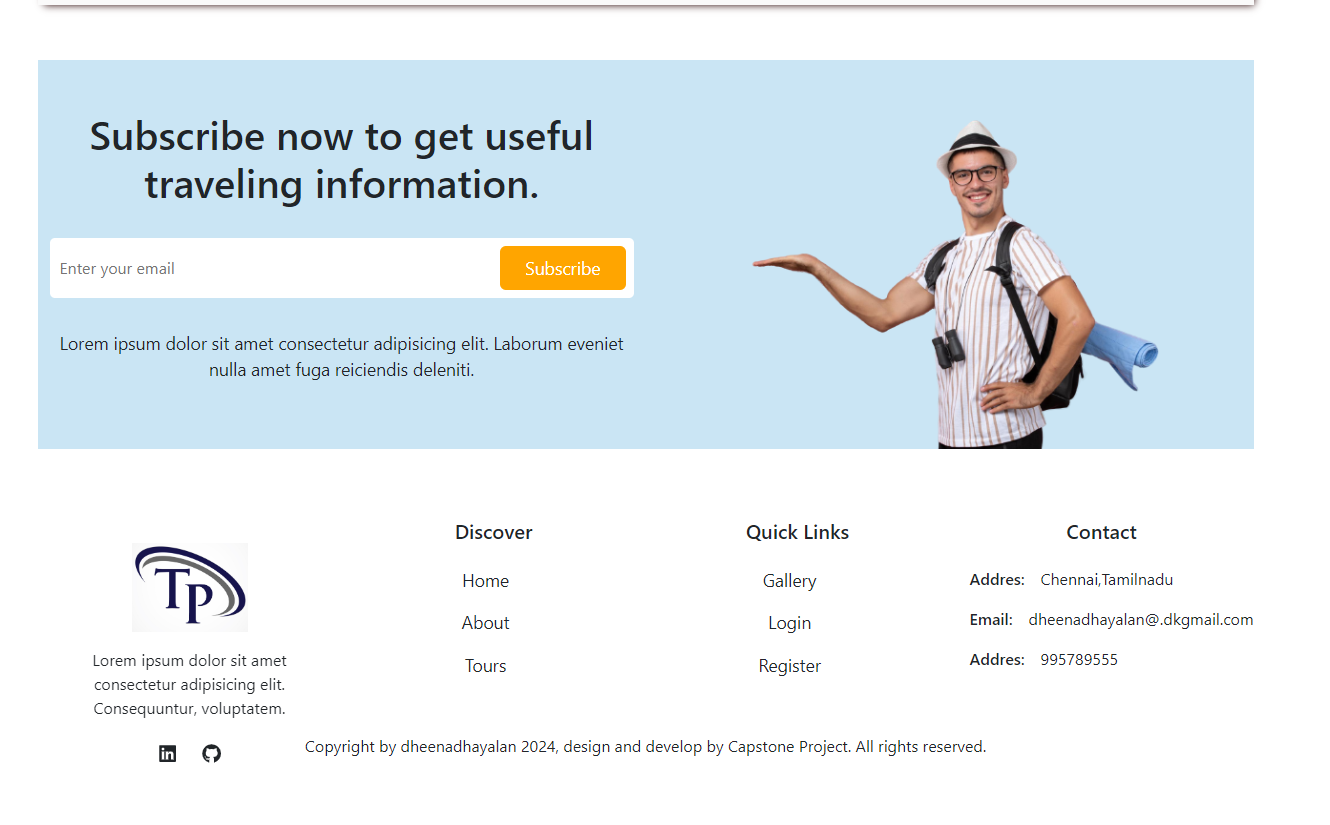 Subscribe now to get useful
traveling information.
Enter your email
Subscribe
Lorem ipsum dolor sit amet consectetur adipisicing elit. Laborum eveniet
nulla amet fuga reiciendis deleniti.
TP
Lorem ipsum dolor sit amet
consectetur adipisicing elit.
Consequuntur, voluptatem.
in
Discover
Home
About
Tours
Quick Links
Gallery
Login
Register
Contact
Addres: Chennai,Tamilnadu
Email: dheenadhayalan@.dkgmail.com
Addres: 995789555
Copyright by dheenadhayalan 2024, design and develop by Capstone Project. All rights reserved.